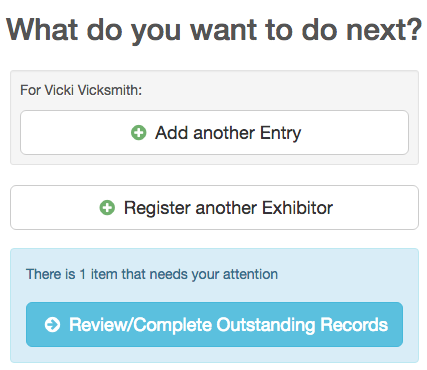 What do you want to do next?
For Vicki Vicksmith:
Add another Entry
Register another Exhibitor
There is 1 item that needs your attention
Review/Complete Outstanding Records